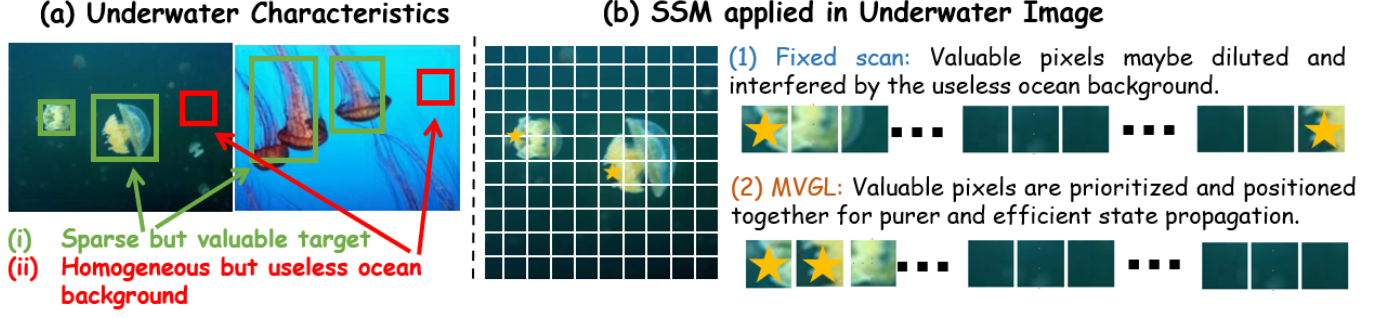 (a) Underwater Characteristics
(i) Sparse but valuable target
(ii) Homogeneous but useless ocean
background
(b) SSM applied in Underwater Image
(1) Fixed scan: Valuable pixels maybe diluted and
interfered by the useless ocean background.
(2) MVGL: Valuable pixels are prioritized and positioned
together for purer and efficient state propagation.